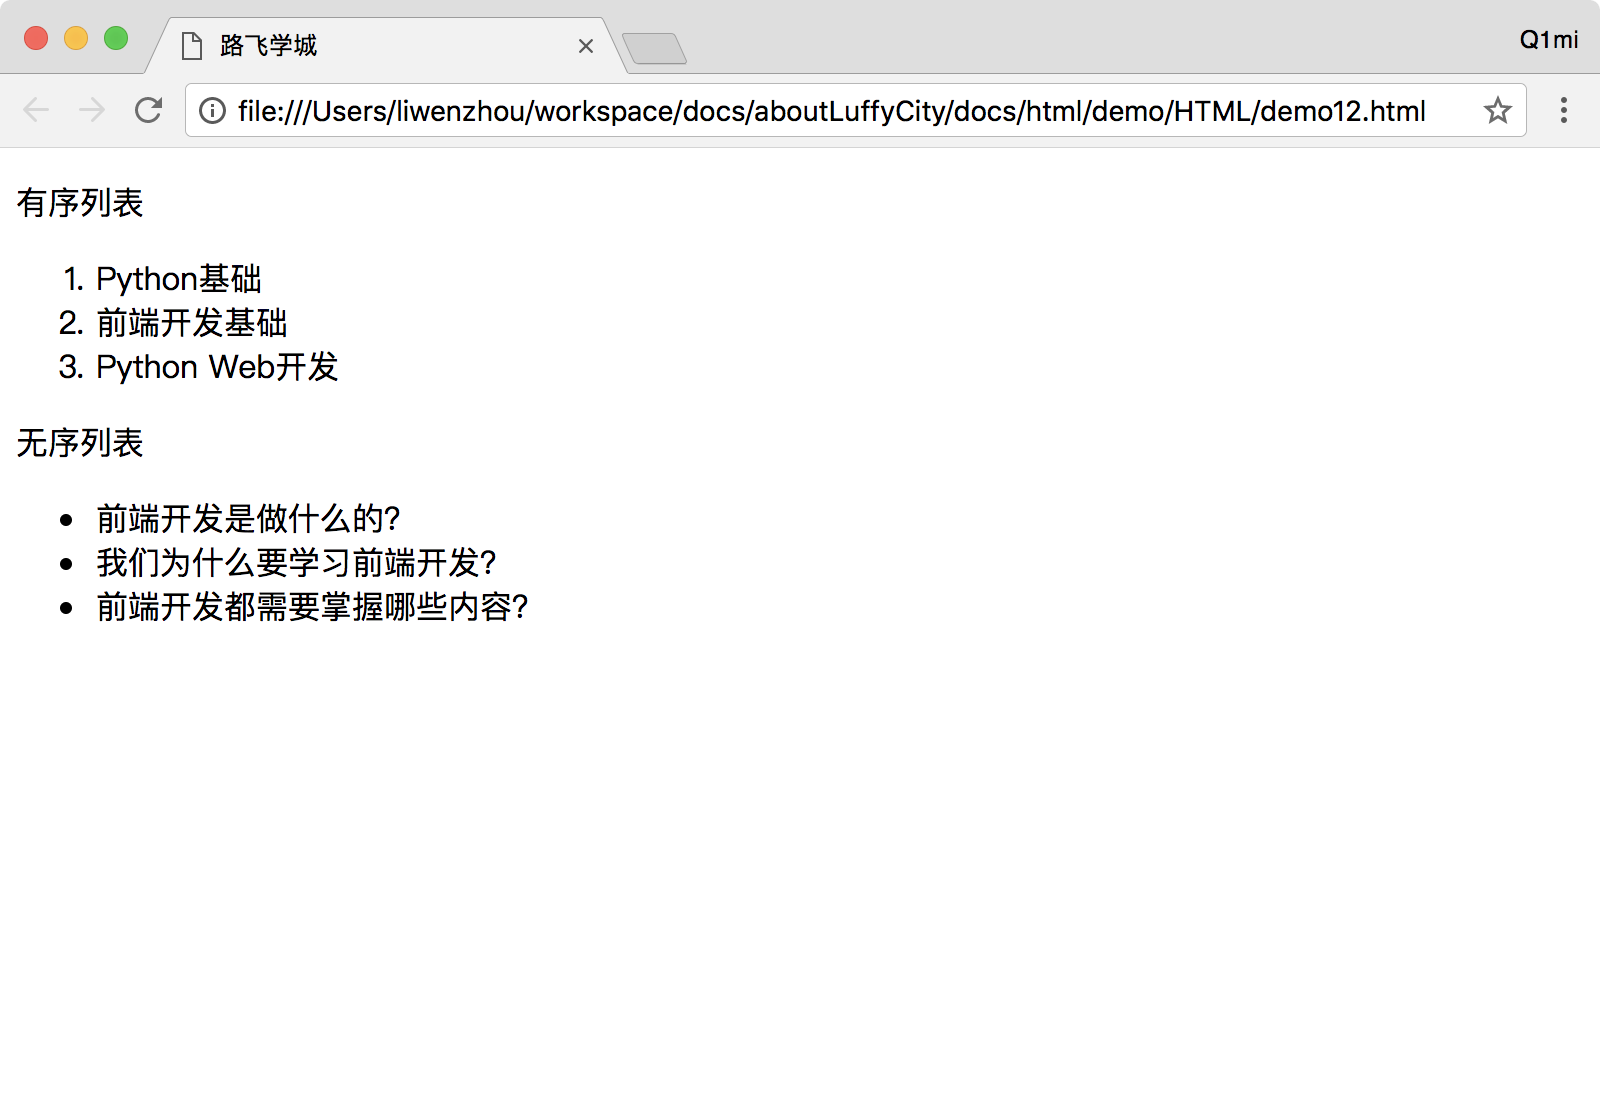 路飞学城
Q1mi
file:///Users/liwenzhou/workspace/docs/aboutLuffyCity/docs/html/demo/HTML/demo12.html
有序列表
1. Python基础
2. 前端开发基础
3. Python Web开发
无序列表
• 前端开发是做什么的?
• 我们为什么要学习前端开发?
• 前端开发都需要掌握哪些内容?